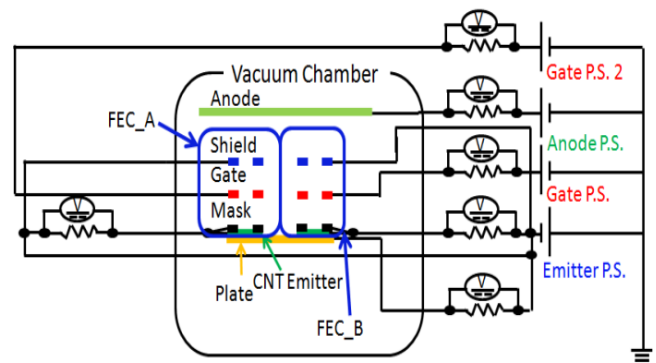 V
Gate P.S. 2
Vacuum Chamber
Anode
V
FEC_A
Shield
Anode P.S.
Gate
V
Gate P.S.
Mask
V
V
Emitter P.S.
CNT Emitter
Plate
V
FEC_B